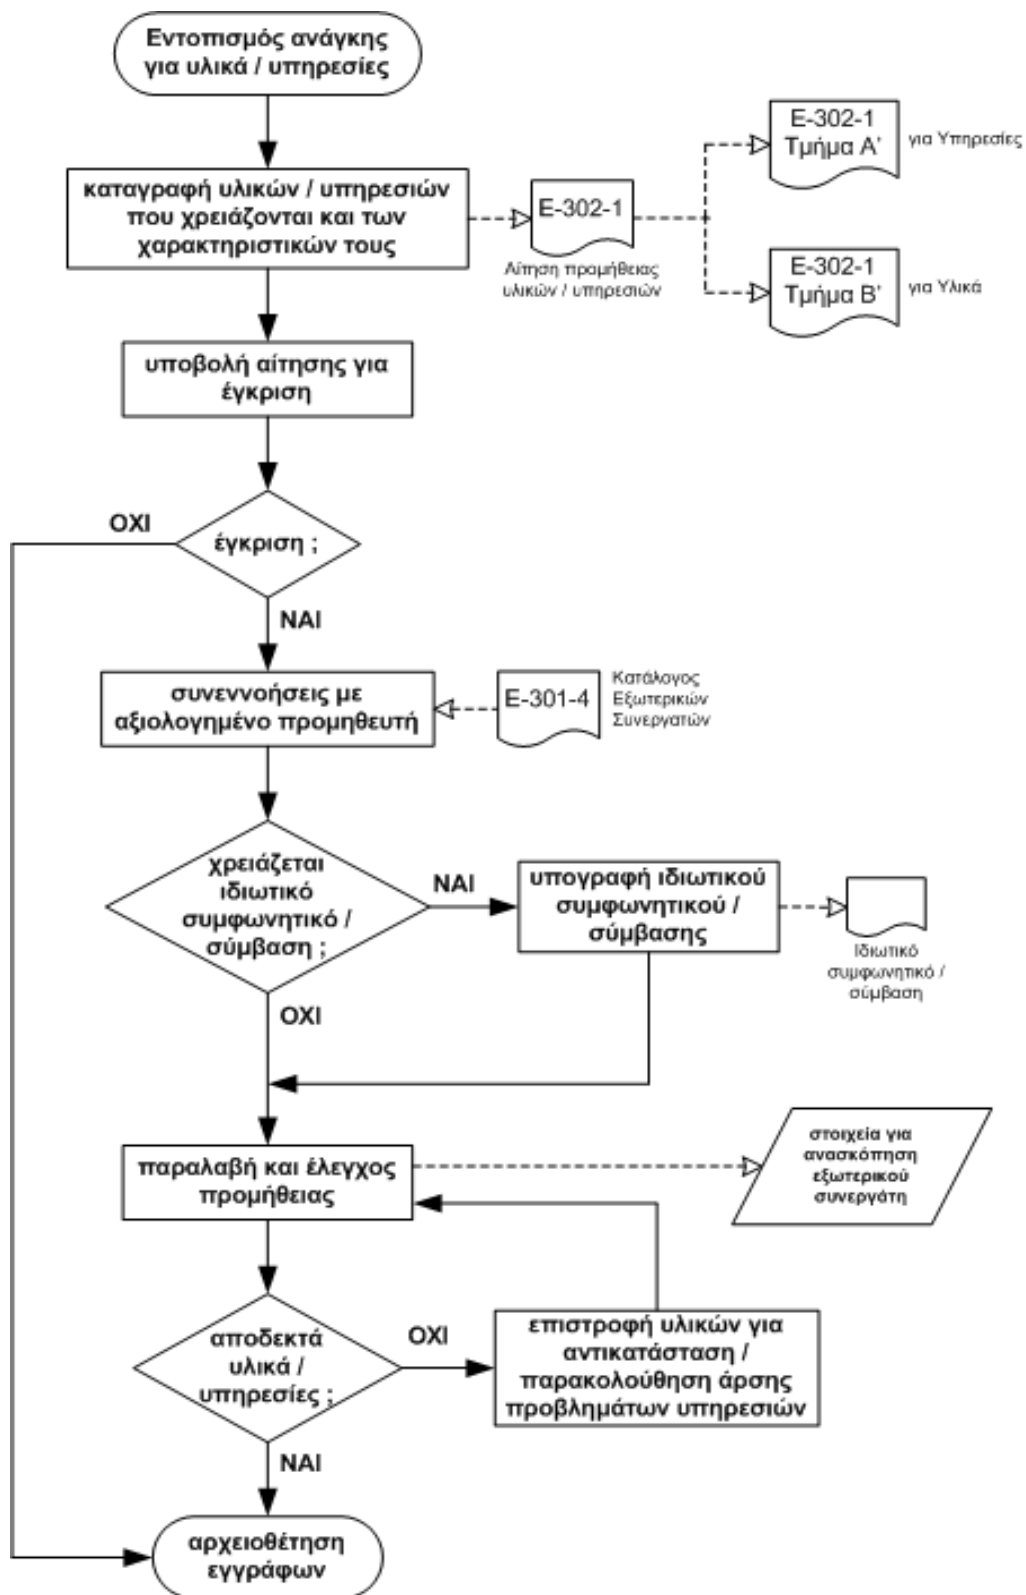 Εντοπισμός ανάγκης
για υλικά / υπηρεσίες
καταγραφή υλικών / υπηρεσιών
που χρειάζονται και των
χαρακτηριστικών τους
E-302-1
Αίτηση προμήθειας
υλικών / υπηρεσιών
E-302-1
Τμήμα Α'
για Υπηρεσίες
E-302-1
Τμήμα Β'
για Υλικά
υποβολή αίτησης για
έγκριση
έγκριση ;
ΟΧΙ
ΝΑΙ
συνεννοήσεις με
αξιολογημένο προμηθευτή
E-301-4
Κατάλογος
Εξωτερικών
Συνεργατών
χρειάζεται
ιδιωτικό
συμφωνητικό /
σύμβαση ;
ΝΑΙ
υπογραφή ιδιωτικού
συμφωνητικού /
σύμβασης
Ιδιωτικό
συμφωνητικό /
σύμβαση
ΟΧΙ
παραλαβή και έλεγχος
προμήθειας
στοιχεία για
ανασκόπηση
εξωτερικού
συνεργάτη
αποδεκτά
υλικά /
υπηρεσίες ;
ΟΧΙ
επιστροφή υλικών για
αντικατάσταση /
παρακολούθηση άρσης
προβλημάτων υπηρεσιών
ΝΑΙ
αρχειοθέτηση
εγγράφων